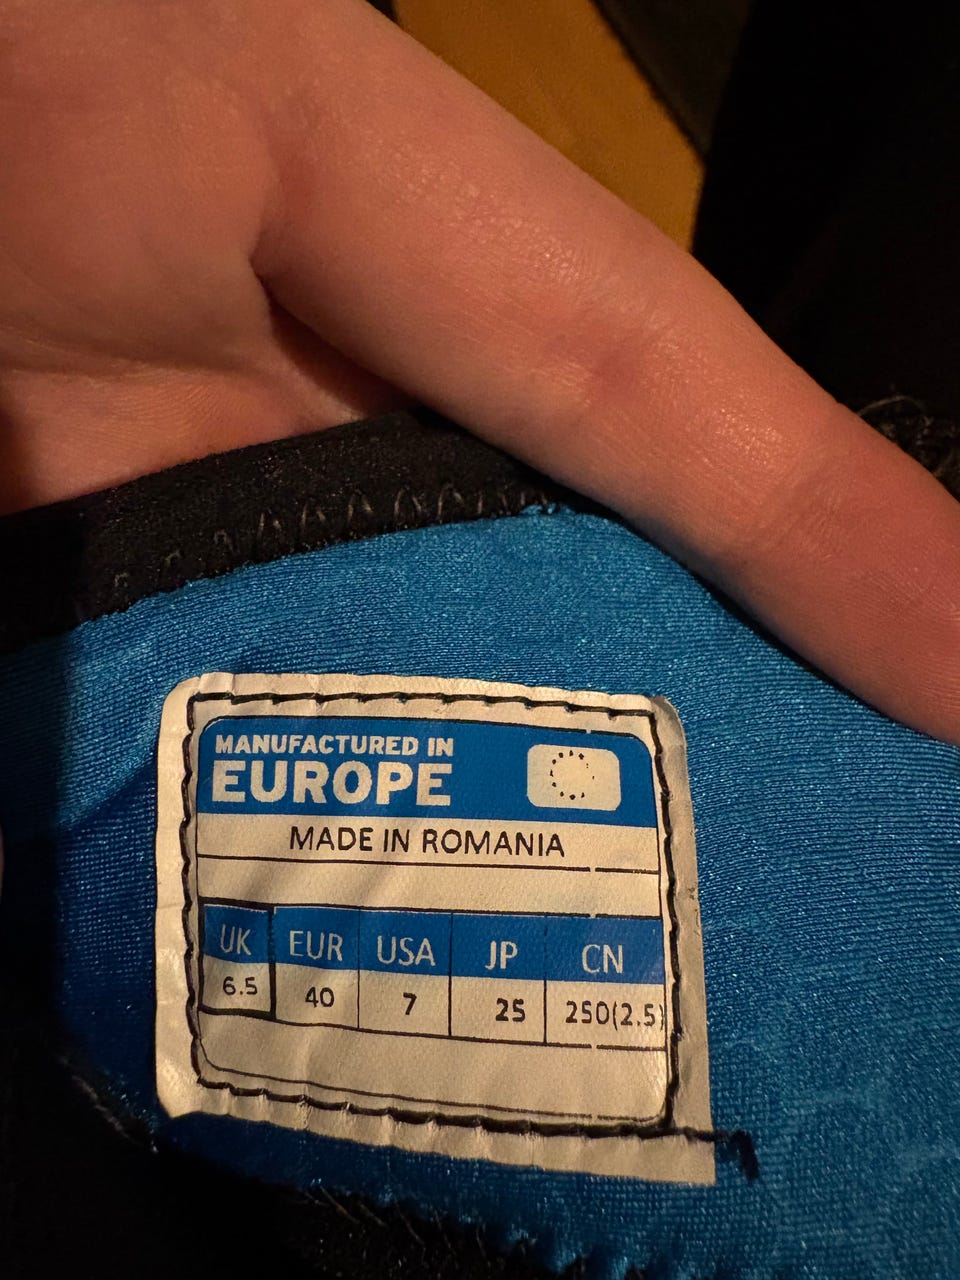 MANUFACTURED IN
EUROPE
MADE IN ROMANIA
UK EUR USA JP CN
6.5 40 7 25 250(2.5)